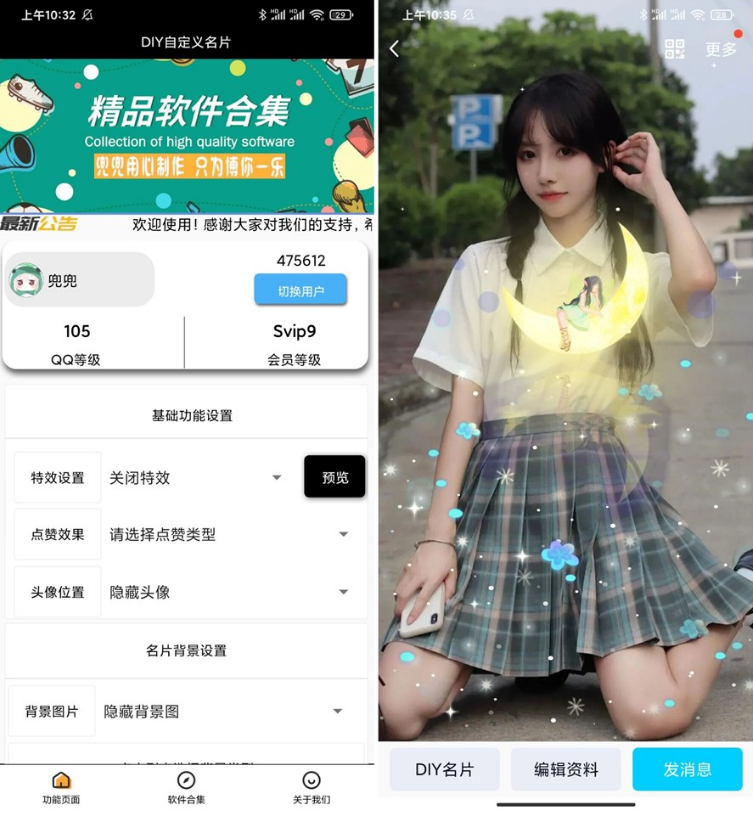 上午10:32
29
DIY自定义名片
精品软件合集
Collection of high quality software
兜兜用心制作 只为博你一乐
最新公告
欢迎使用！感谢大家对我们的支持，希
兜兜
475612
切换用户
105
Svip9
QQ等级
会员等级
基础功能设置
特效设置
关闭特效
预览
点赞效果
请选择点赞类型
头像位置
隐藏头像
名片背景设置
背景图片
隐藏背景图
功能页面
软件合集
关于我们
上午10:35
28
更多
P
P
DIY名片
编辑资料
发消息